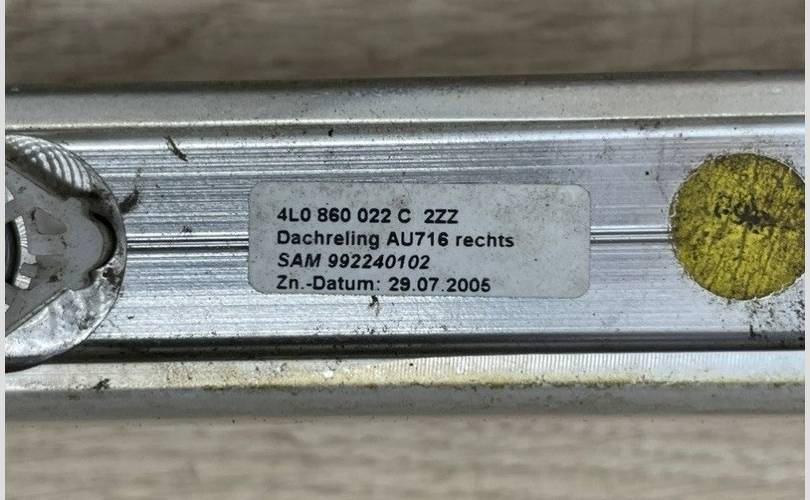 4L0 860 022 C 2ZZ
Dachreling AU716 rechts
SAM 992240102
Zn.-Datum: 29.07.2005